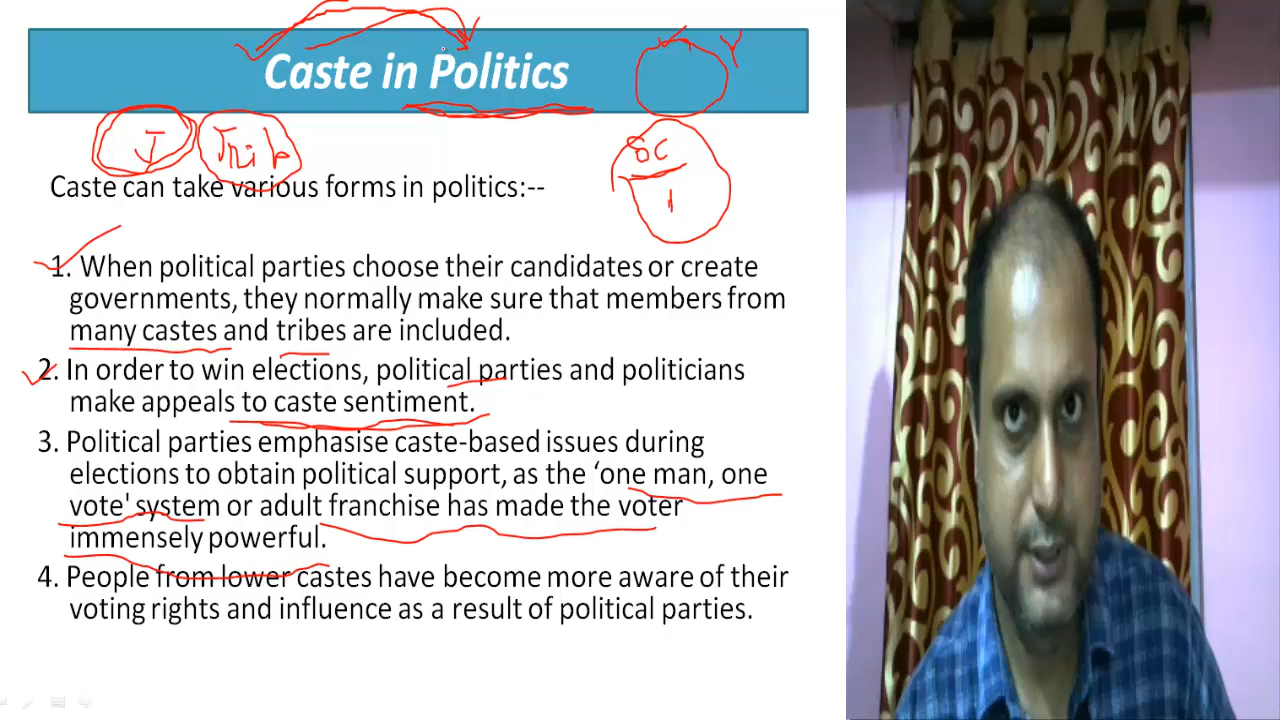 Caste in Politics
J Trib
SC
1
Caste can take various forms in politics:--
1. When political parties choose their candidates or create
governments, they normally make sure that members from
many castes and tribes are included.
2. In order to win elections, political parties and politicians
make appeals to caste sentiment.
3. Political parties emphasise caste-based issues during
elections to obtain political support, as the ‘one man, one
vote' system or adult franchise has made the voter
immensely powerful.
4. People from lower castes have become more aware of their
voting rights and influence as a result of political parties.